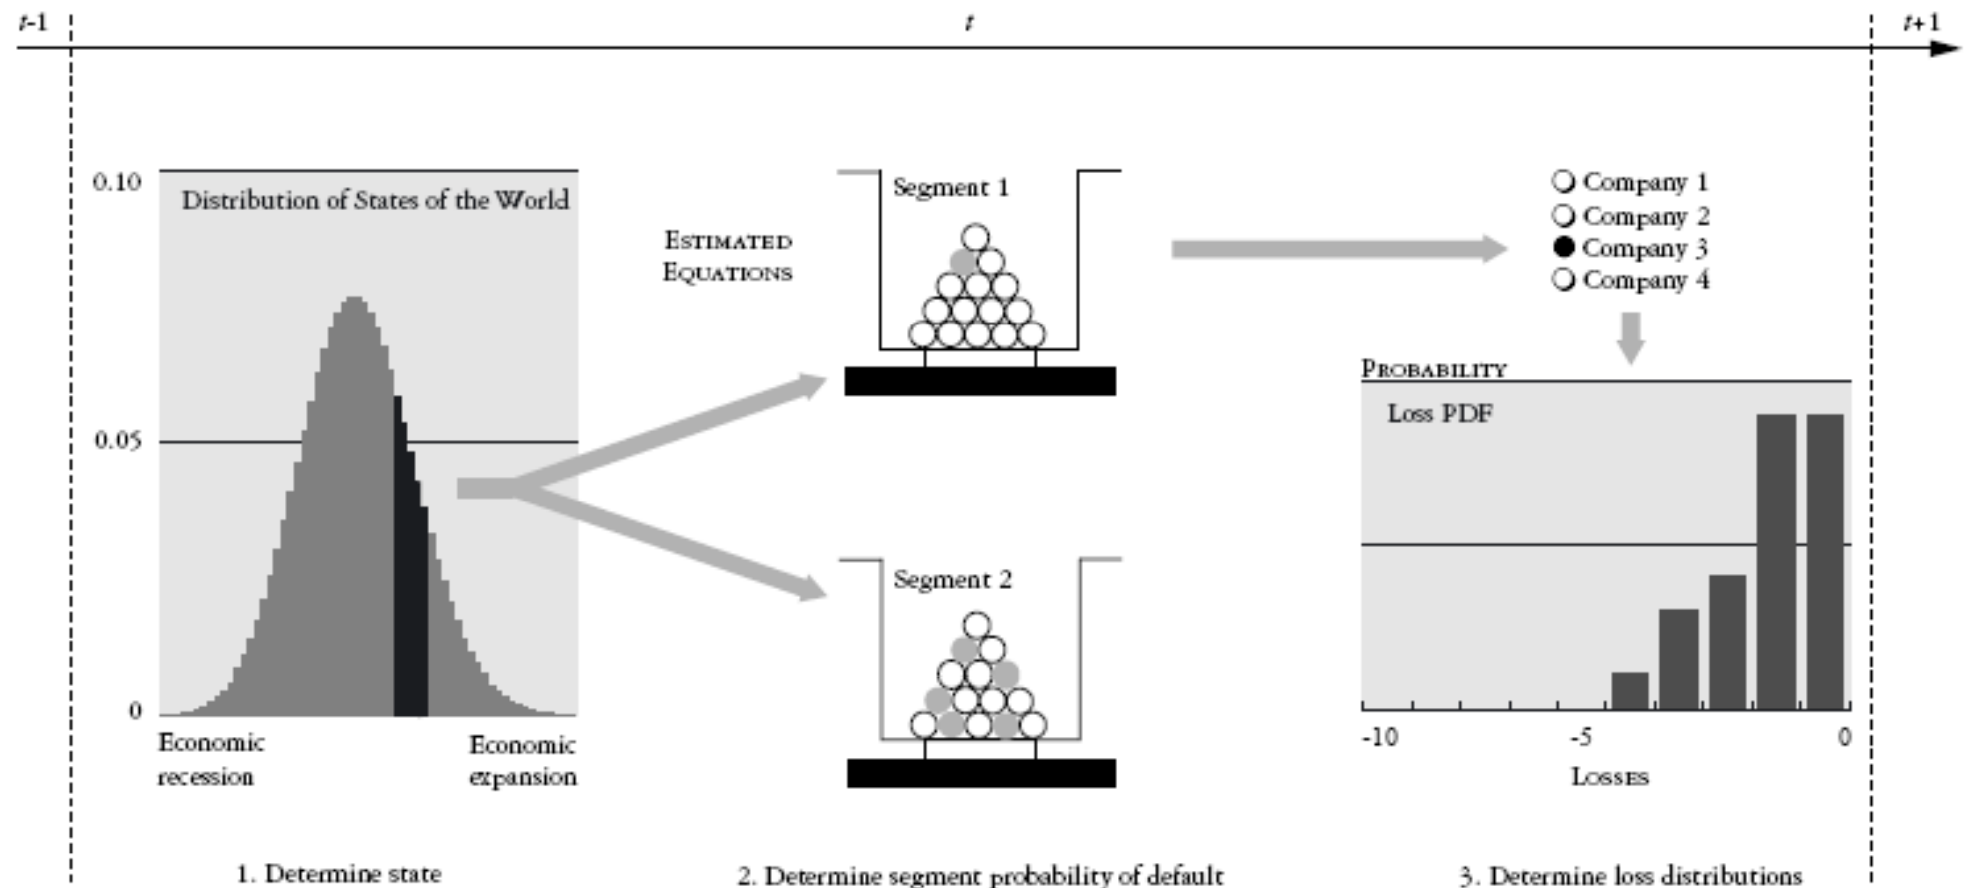 t-1
t
t+1
0.10
Distribution of States of the World
0.05
0
Economic
recession
Economic
expansion
ESTIMATED
EQUATIONS
Segment 1
Segment 2
Company 1
Company 2
Company 3
Company 4
PROBABILITY
Loss PDF
-10
-5
0
LOSSES
1. Determine state
2. Determine segment probability of default
3. Determine loss distributions